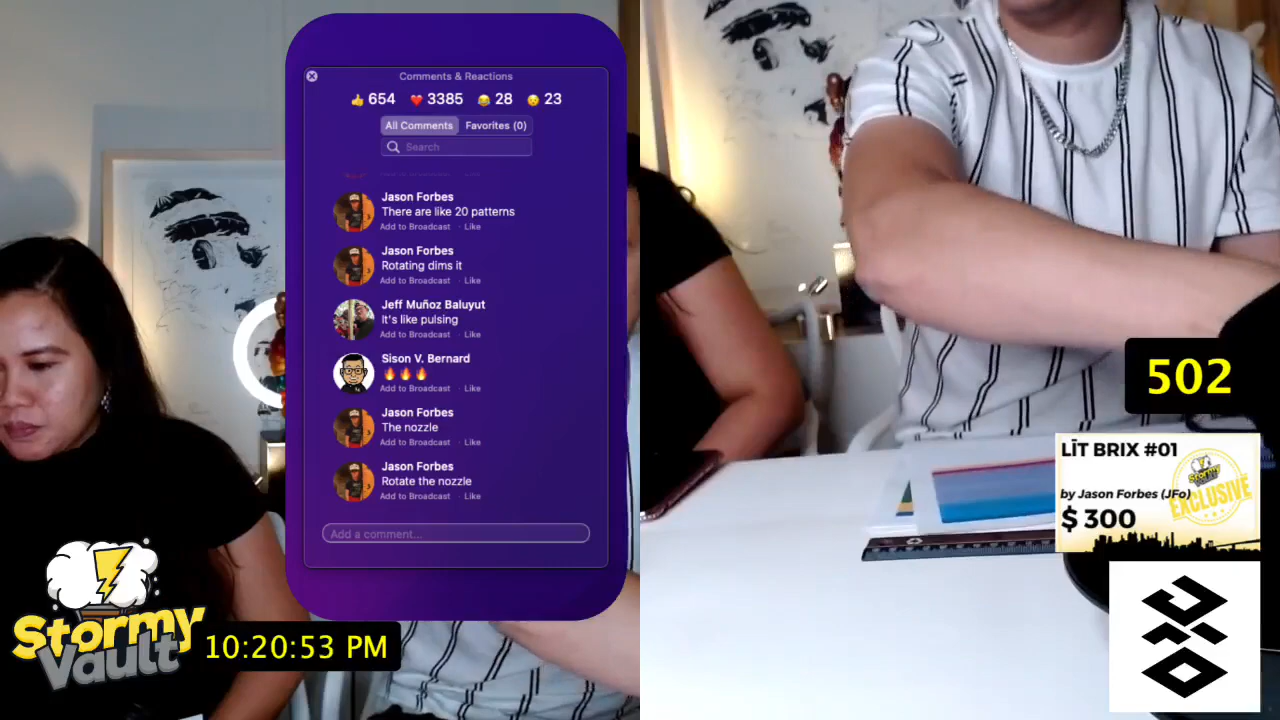 Comments & Reactions
654 3385 28 23
All Comments Favorites (0)
Search
Jason Forbes
There are like 20 patterns
Add to Broadcast · Like
Jason Forbes
Rotating dims it
Add to Broadcast · Like
Jeff Muñoz Baluyut
It's like pulsing
Add to Broadcast · Like
Sison V. Bernard
🔥🔥🔥
Add to Broadcast · Like
Jason Forbes
The nozzle
Add to Broadcast · Like
Jason Forbes
Rotate the nozzle
Add to Broadcast · Like
Add a comment...
Stormy
Vault
10:20:53 PM
502
LĪT BRIX #01
Stormy
Vault
EXCLUSIVE
by Jason Forbes (JFo)
$ 300